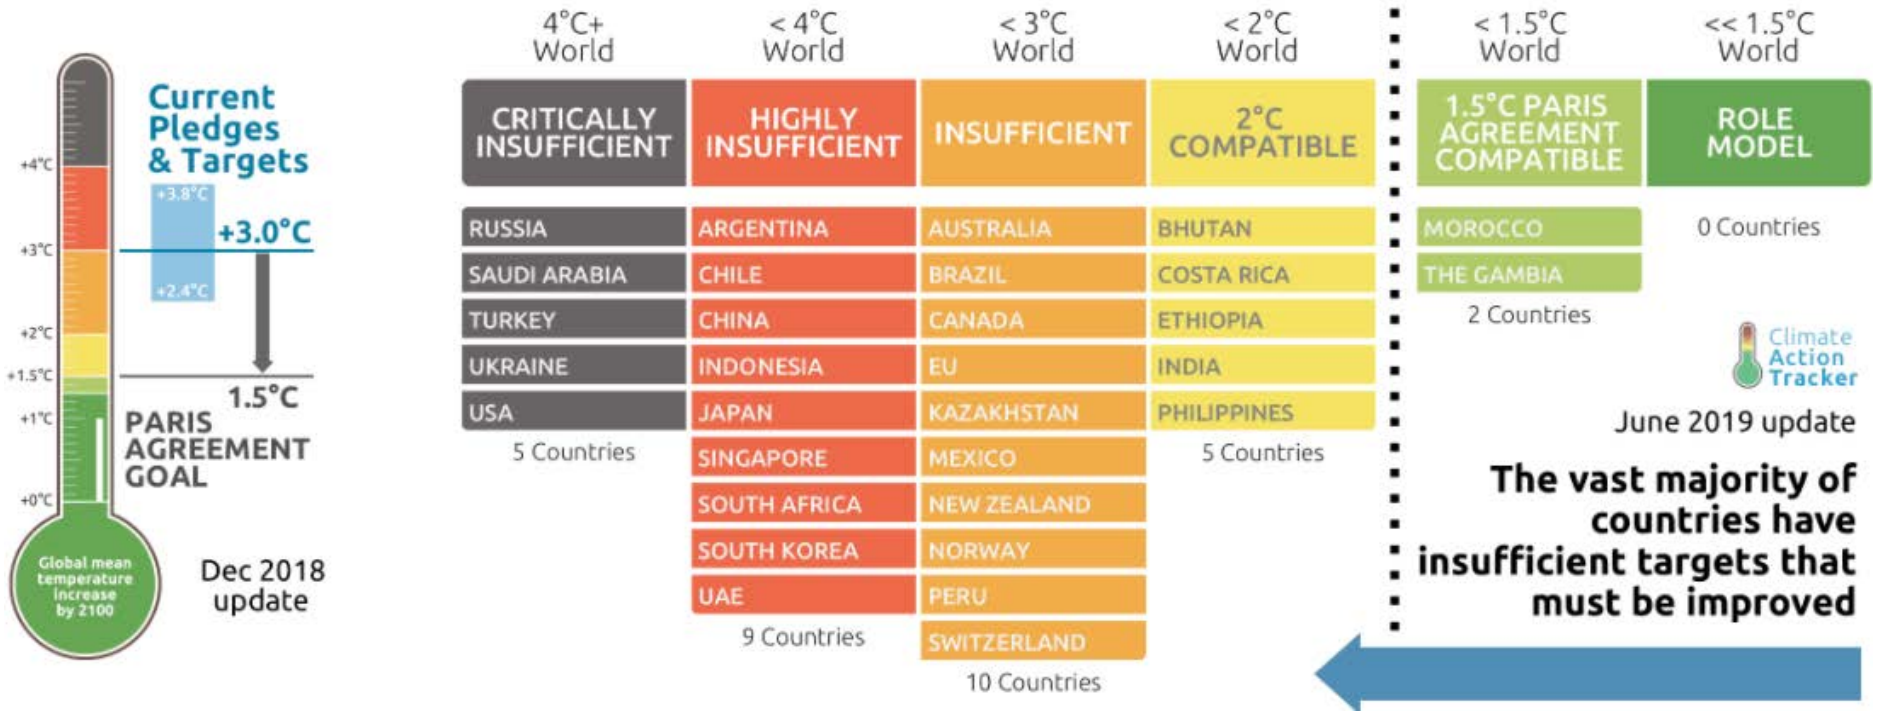 Current
Pledges
& Targets
+4°C
+3.8°C
+3.0°C
+3°C
+2.4°C
+2°C
+1.5°C
1.5°C
+1°C
PARIS
AGREEMENT
GOAL
+0°C
Global mean
temperature
increase
by 2100
Dec 2018
update
4°C+
World
CRITICALLY
INSUFFICIENT
RUSSIA
SAUDI ARABIA
TURKEY
UKRAINE
USA
5 Countries
< 4°C
World
HIGHLY
INSUFFICIENT
ARGENTINA
CHILE
CHINA
INDONESIA
JAPAN
SINGAPORE
SOUTH AFRICA
SOUTH KOREA
UAE
9 Countries
< 3°C
World
INSUFFICIENT
AUSTRALIA
BRAZIL
CANADA
EU
KAZAKHSTAN
MEXICO
NEW ZEALAND
NORWAY
PERU
SWITZERLAND
10 Countries
< 2°C
World
2°C
COMPATIBLE
BHUTAN
COSTA RICA
ETHIOPIA
INDIA
PHILIPPINES
5 Countries
< 1.5°C
World
1.5°C PARIS
AGREEMENT
COMPATIBLE
MOROCCO
THE GAMBIA
2 Countries
<< 1.5°C
World
ROLE
MODEL
0 Countries
Climate
Action
Tracker
June 2019 update
The vast majority of
countries have
insufficient targets that
must be improved